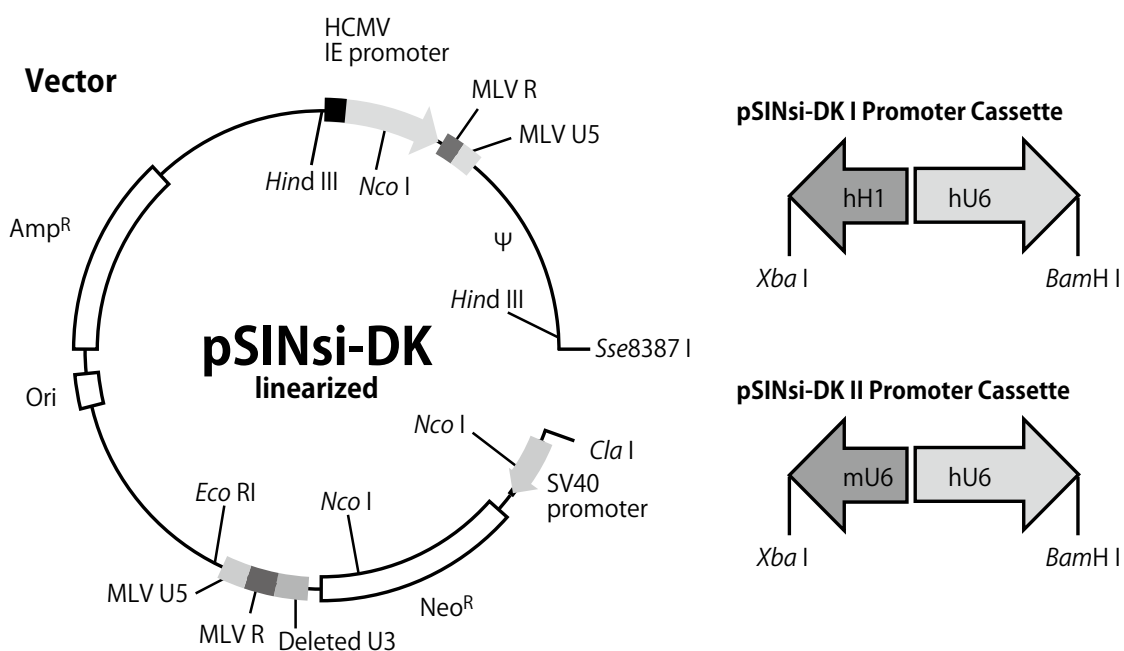 Vector
HCMV
IE promoter
MLV R
MLV U5
Hind III
Nco I
AmpR
Ψ
Hind III
pSINsi-DK
linearized
Sse8387 I
Ori
Nco I
Cla I
SV40
promoter
Eco RI
Nco I
MLV U5
MLV R
Deleted U3
NeoR
pSINsi-DK I Promoter Cassette
hH1
hU6
Xba I
BamH I
pSINsi-DK II Promoter Cassette
mU6
hU6
Xba I
BamH I